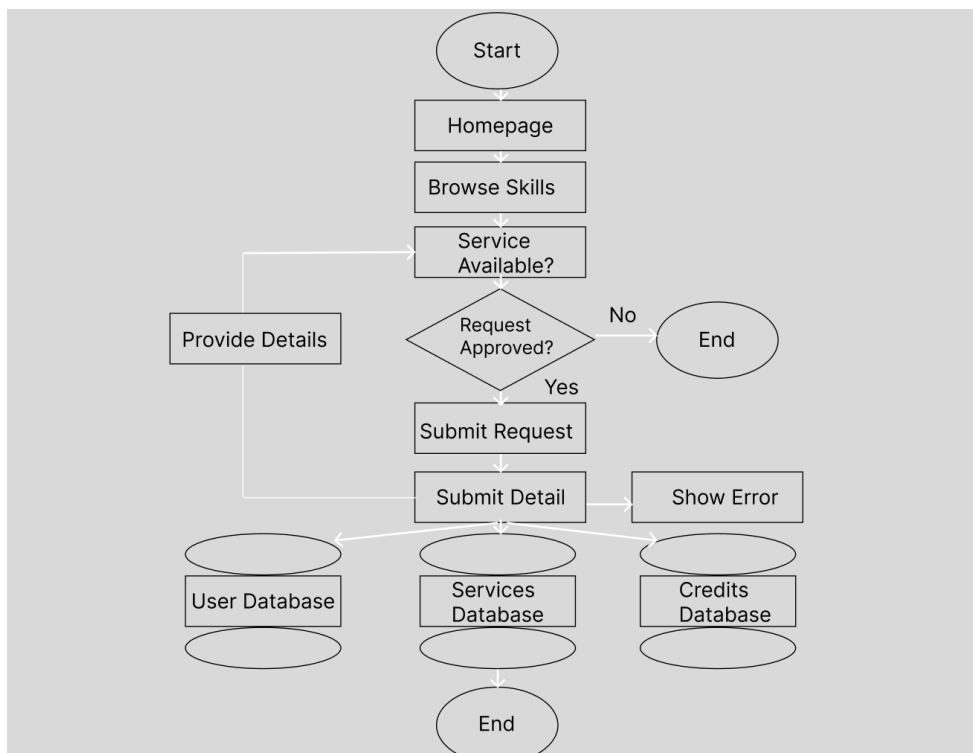 Start
Homepage
Browse Skills
Service
Available?
Request
Approved?
No
End
Provide Details
Yes
Submit Request
Submit Detail
Show Error
User Database
Services
Database
Credits
Database
End